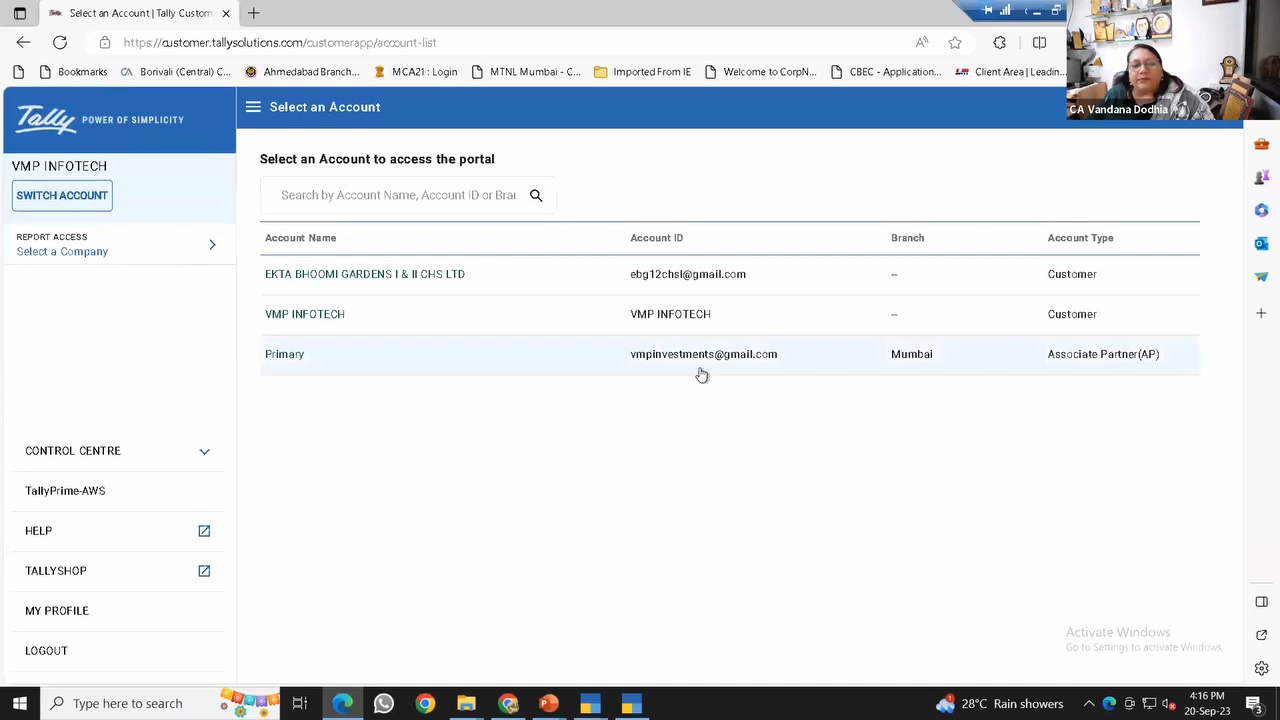 Select an Account | Tally Custom
https://customer.tallysolutions.com/customerapp/account-list
Bookmarks
Borivali (Central) C...
Ahmedabad Branch...
MCA21 : Login
MTNL Mumbai - C...
Imported From IE
Welcome to CorpN...
CBEC - Application...
Client Area | Leadin...
CA Vandana Dodhia
Tally POWER OF SIMPLICITY
Select an Account
VMP INFOTECH
SWITCH ACCOUNT
REPORT ACCESS
Select a Company
Select an Account to access the portal
Search by Account Name, Account ID or Bra
Account Name Account ID Branch Account Type
EKTA BHOOMI GARDENS I & II CHS LTD ebg12chsl@gmail.com -- Customer
VMP INFOTECH VMP INFOTECH -- Customer
Primary vmpinvestments@gmail.com Mumbai Associate Partner(AP)
CONTROL CENTRE
TallyPrime-AWS
HELP
TALLYSHOP
MY PROFILE
LOGOUT
Activate Windows
Go to Settings to activate Windows.
Type here to search
28°C Rain showers
4:16 PM
20-Sep-23
3